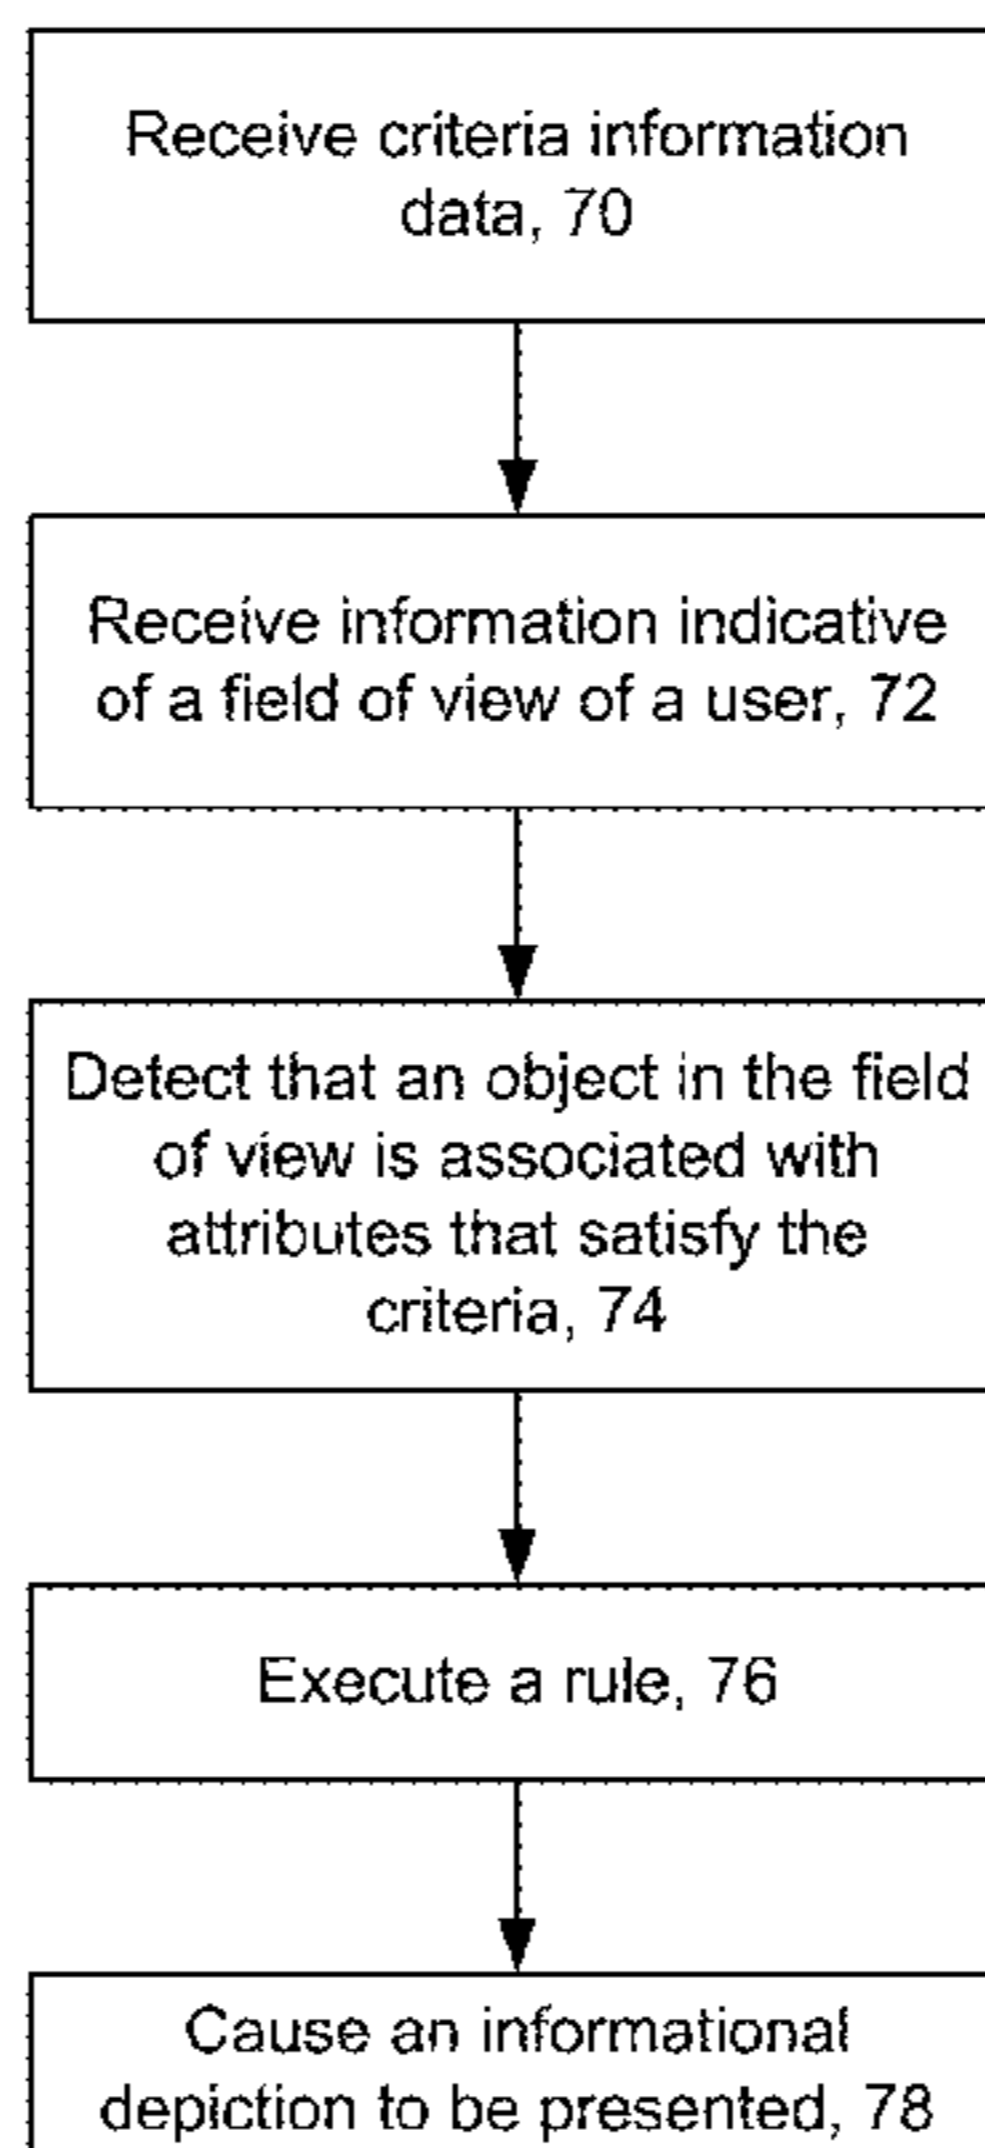 Receive criteria information
data, 70
Receive information indicative
of a field of view of a user, 72
Detect that an object in the field
of view is associated with
attributes that satisfy the
criteria, 74
Execute a rule, 76
Cause an informational
depiction to be presented, 78